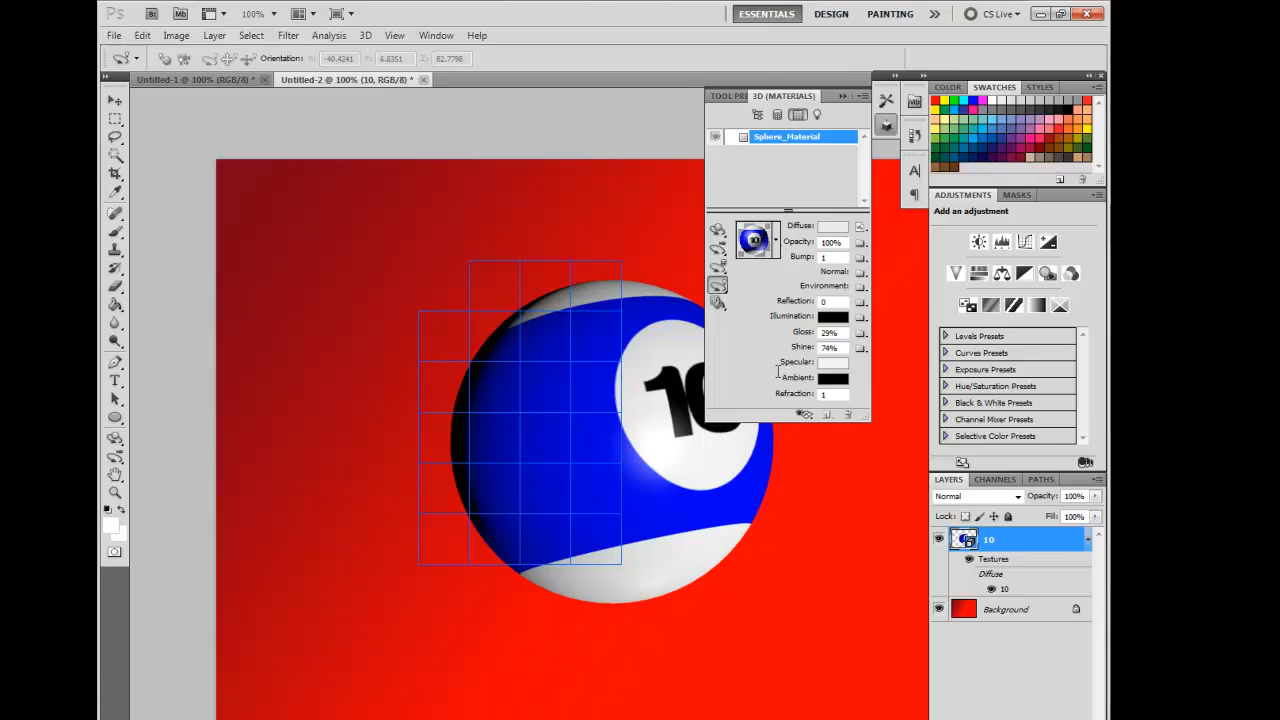 Ps Br Mb 100% ESSENTIALS DESIGN PAINTING CS Live
File Edit Image Layer Select Filter Analysis 3D View Window Help
Orientation: X: -40.4241 Y: 6.8351 Z: 82.7798
Untitled-1 @ 100% (RGB/8) * Untitled-2 @ 100% (10, RGB/8) *
TOOL PRE 3D {MATERIALS}
Sphere_Material
Diffuse:
Opacity: 100%
Bump: 1
Normal:
Environment:
Reflection: 0
Illumination:
Gloss: 29%
Shine: 74%
Specular:
Ambient:
Refraction: 1
10
10
COLOR SWATCHES STYLES
Mb
A
ADJUSTMENTS MASKS
Add an adjustment
Levels Presets
Curves Presets
Exposure Presets
Hue/Saturation Presets
Black & White Presets
Channel Mixer Presets
Selective Color Presets
LAYERS CHANNELS PATHS
Normal Opacity: 100%
Lock: Fill: 100%
10
Textures
Diffuse
10
Background
T